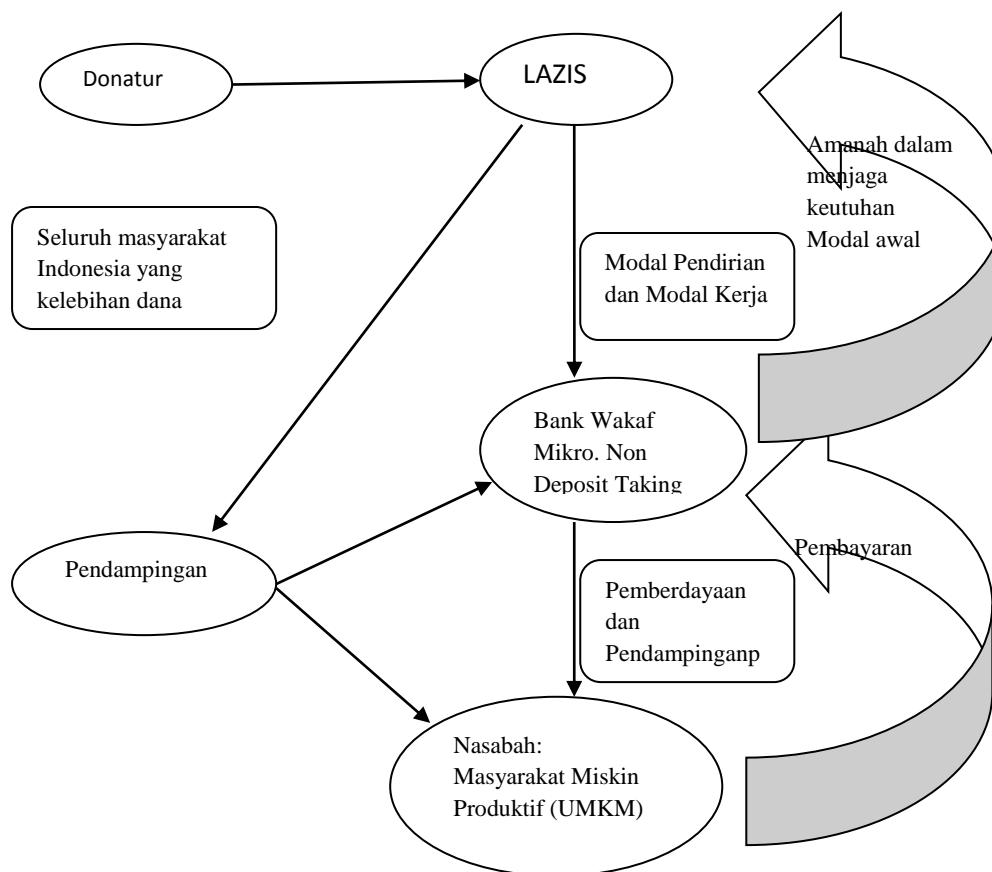 Donatur
LAZIS
Amanah dalam
menjaga
keutuhan
Modal awal
Seluruh masyarakat
Indonesia yang
kelebihan dana
Modal Pendirian
dan Modal Kerja
Bank Wakaf
Mikro. Non
Deposit Taking
Pendampingan
Pembayaran
Pemberdayaan
dan
Pendampinganp
Nasabah:
Masyarakat Miskin
Produktif (UMKM)